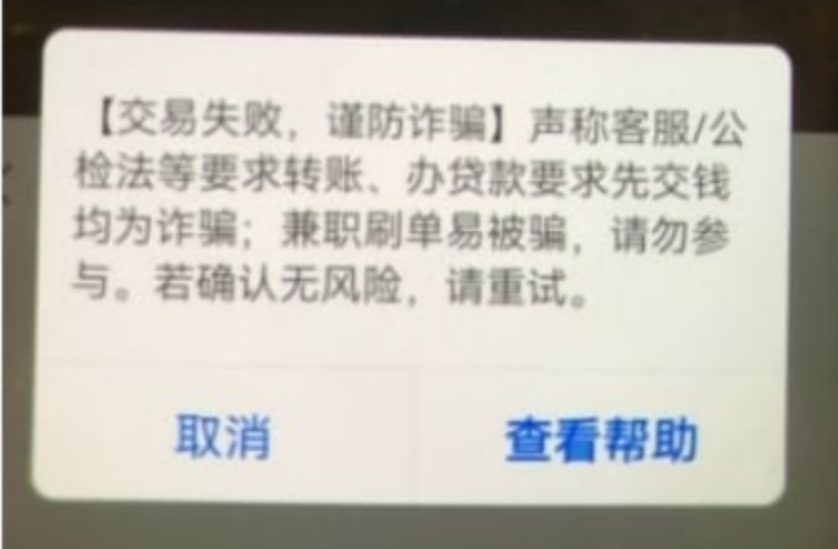 【交易失败，谨防诈骗】声称客服/公
检法等要求转账、办贷款要求先交钱
均为诈骗；兼职刷单易被骗，请勿参
与。若确认无风险，请重试。
取消
查看帮助